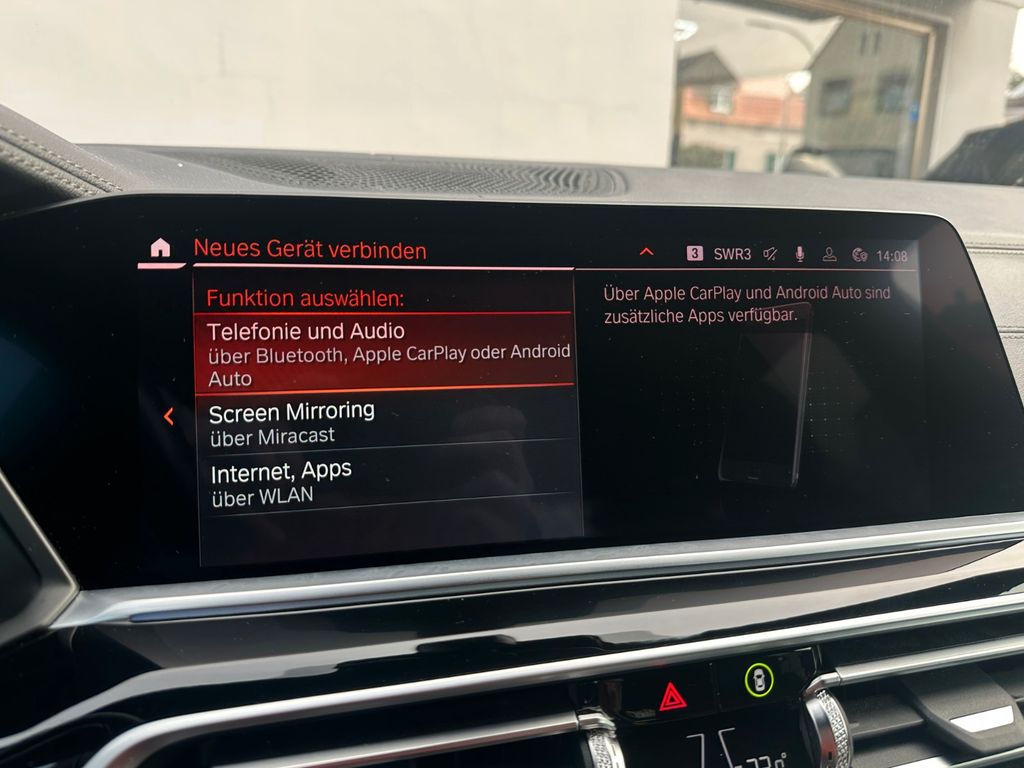 Neues Gerät verbinden
3 SWR3 14:08
Funktion auswählen:
Telefonie und Audio
über Bluetooth, Apple CarPlay oder Android
Auto
Screen Mirroring
über Miracast
Internet, Apps
über WLAN
Über Apple CarPlay und Android Auto sind
zusätzliche Apps verfügbar.